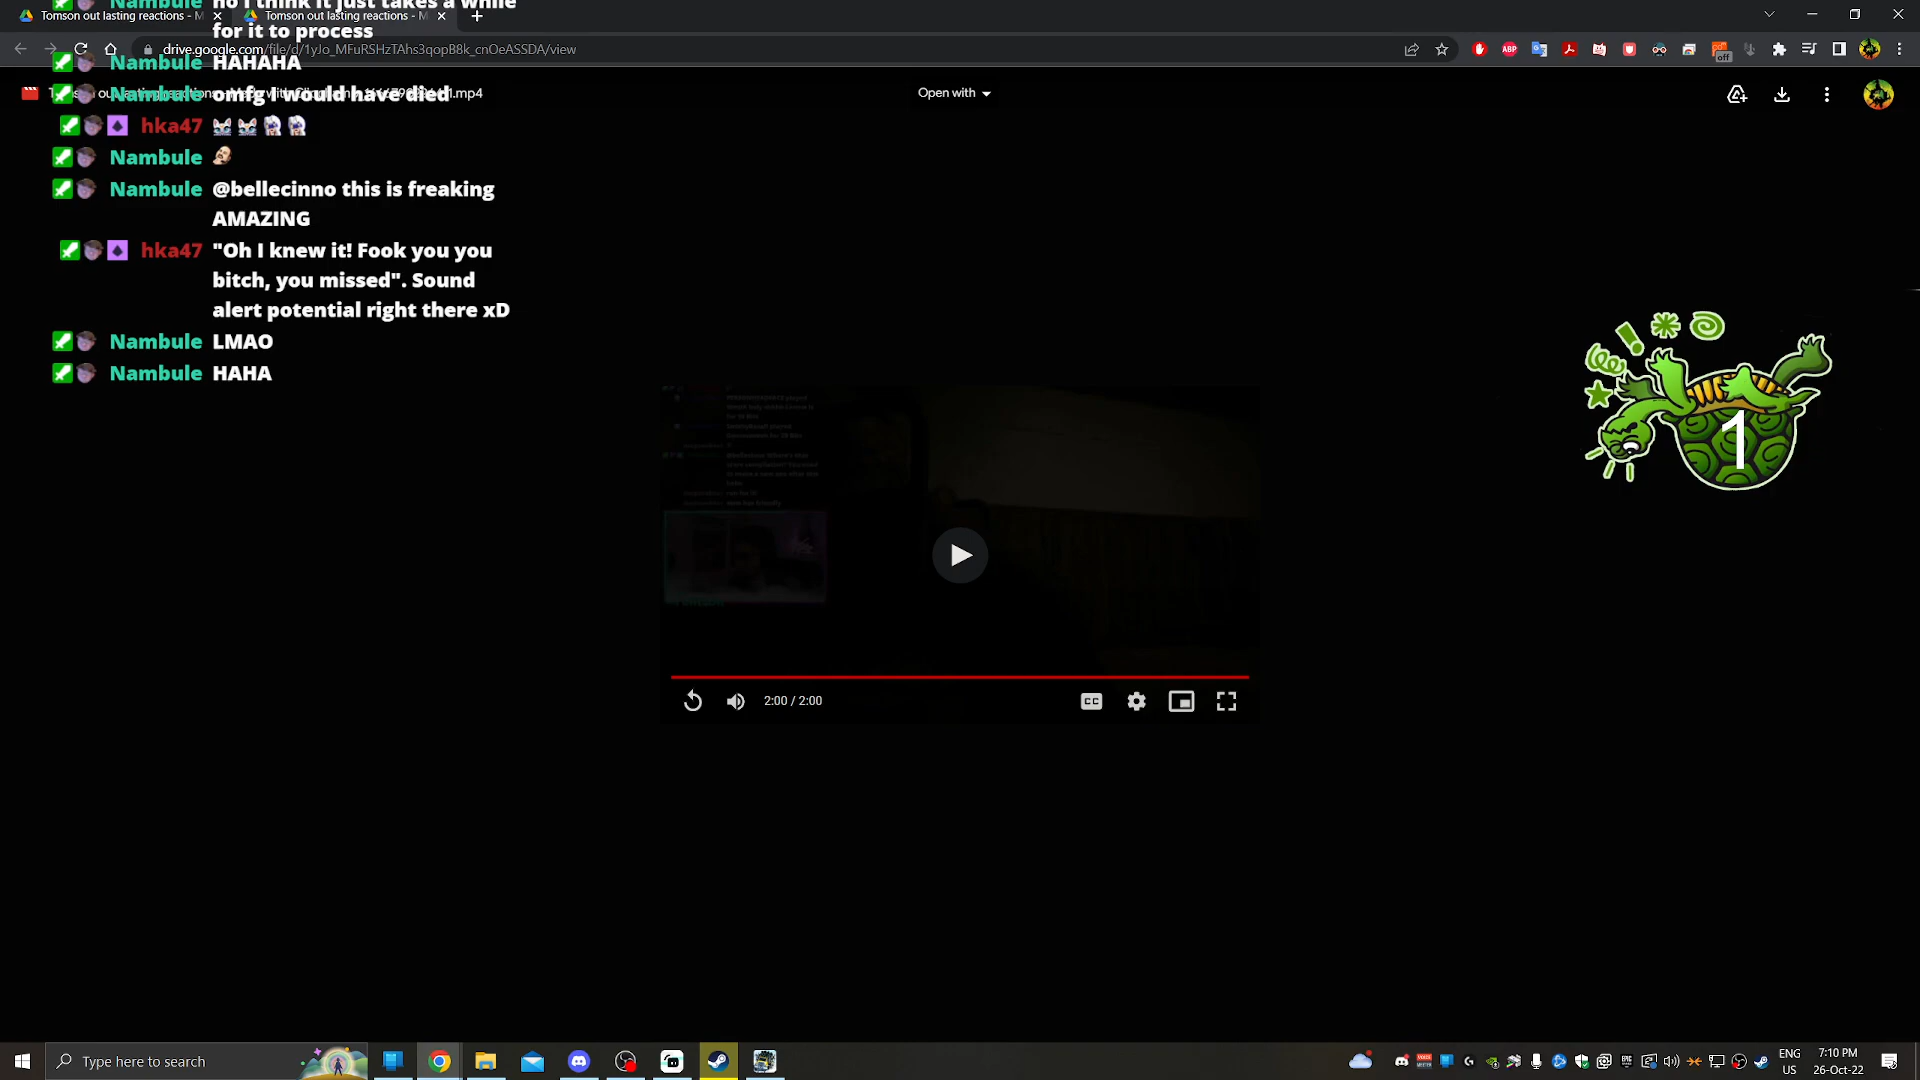 Tomson out lasting reactions - M
Tomson out lasting reactions - M
no I think it just takes a while
for it to process
drive.google.com/file/d/1yJo_MFuRSHzTAhs3qopB8k_cnOeASSDA/view
ABP
off
Nambule HAHAHA
Nambule omfg I would have died
.mp4
Open with
hka47
Nambule
Nambule @bellecinno this is freaking
AMAZING
hka47 "Oh I knew it! Fook you you
bitch, you missed". Sound
alert potential right there xD
Nambule LMAO
Nambule HAHA
1
2:00 / 2:00
CC
Type here to search
ENG
US
7:10 PM
26-Oct-22